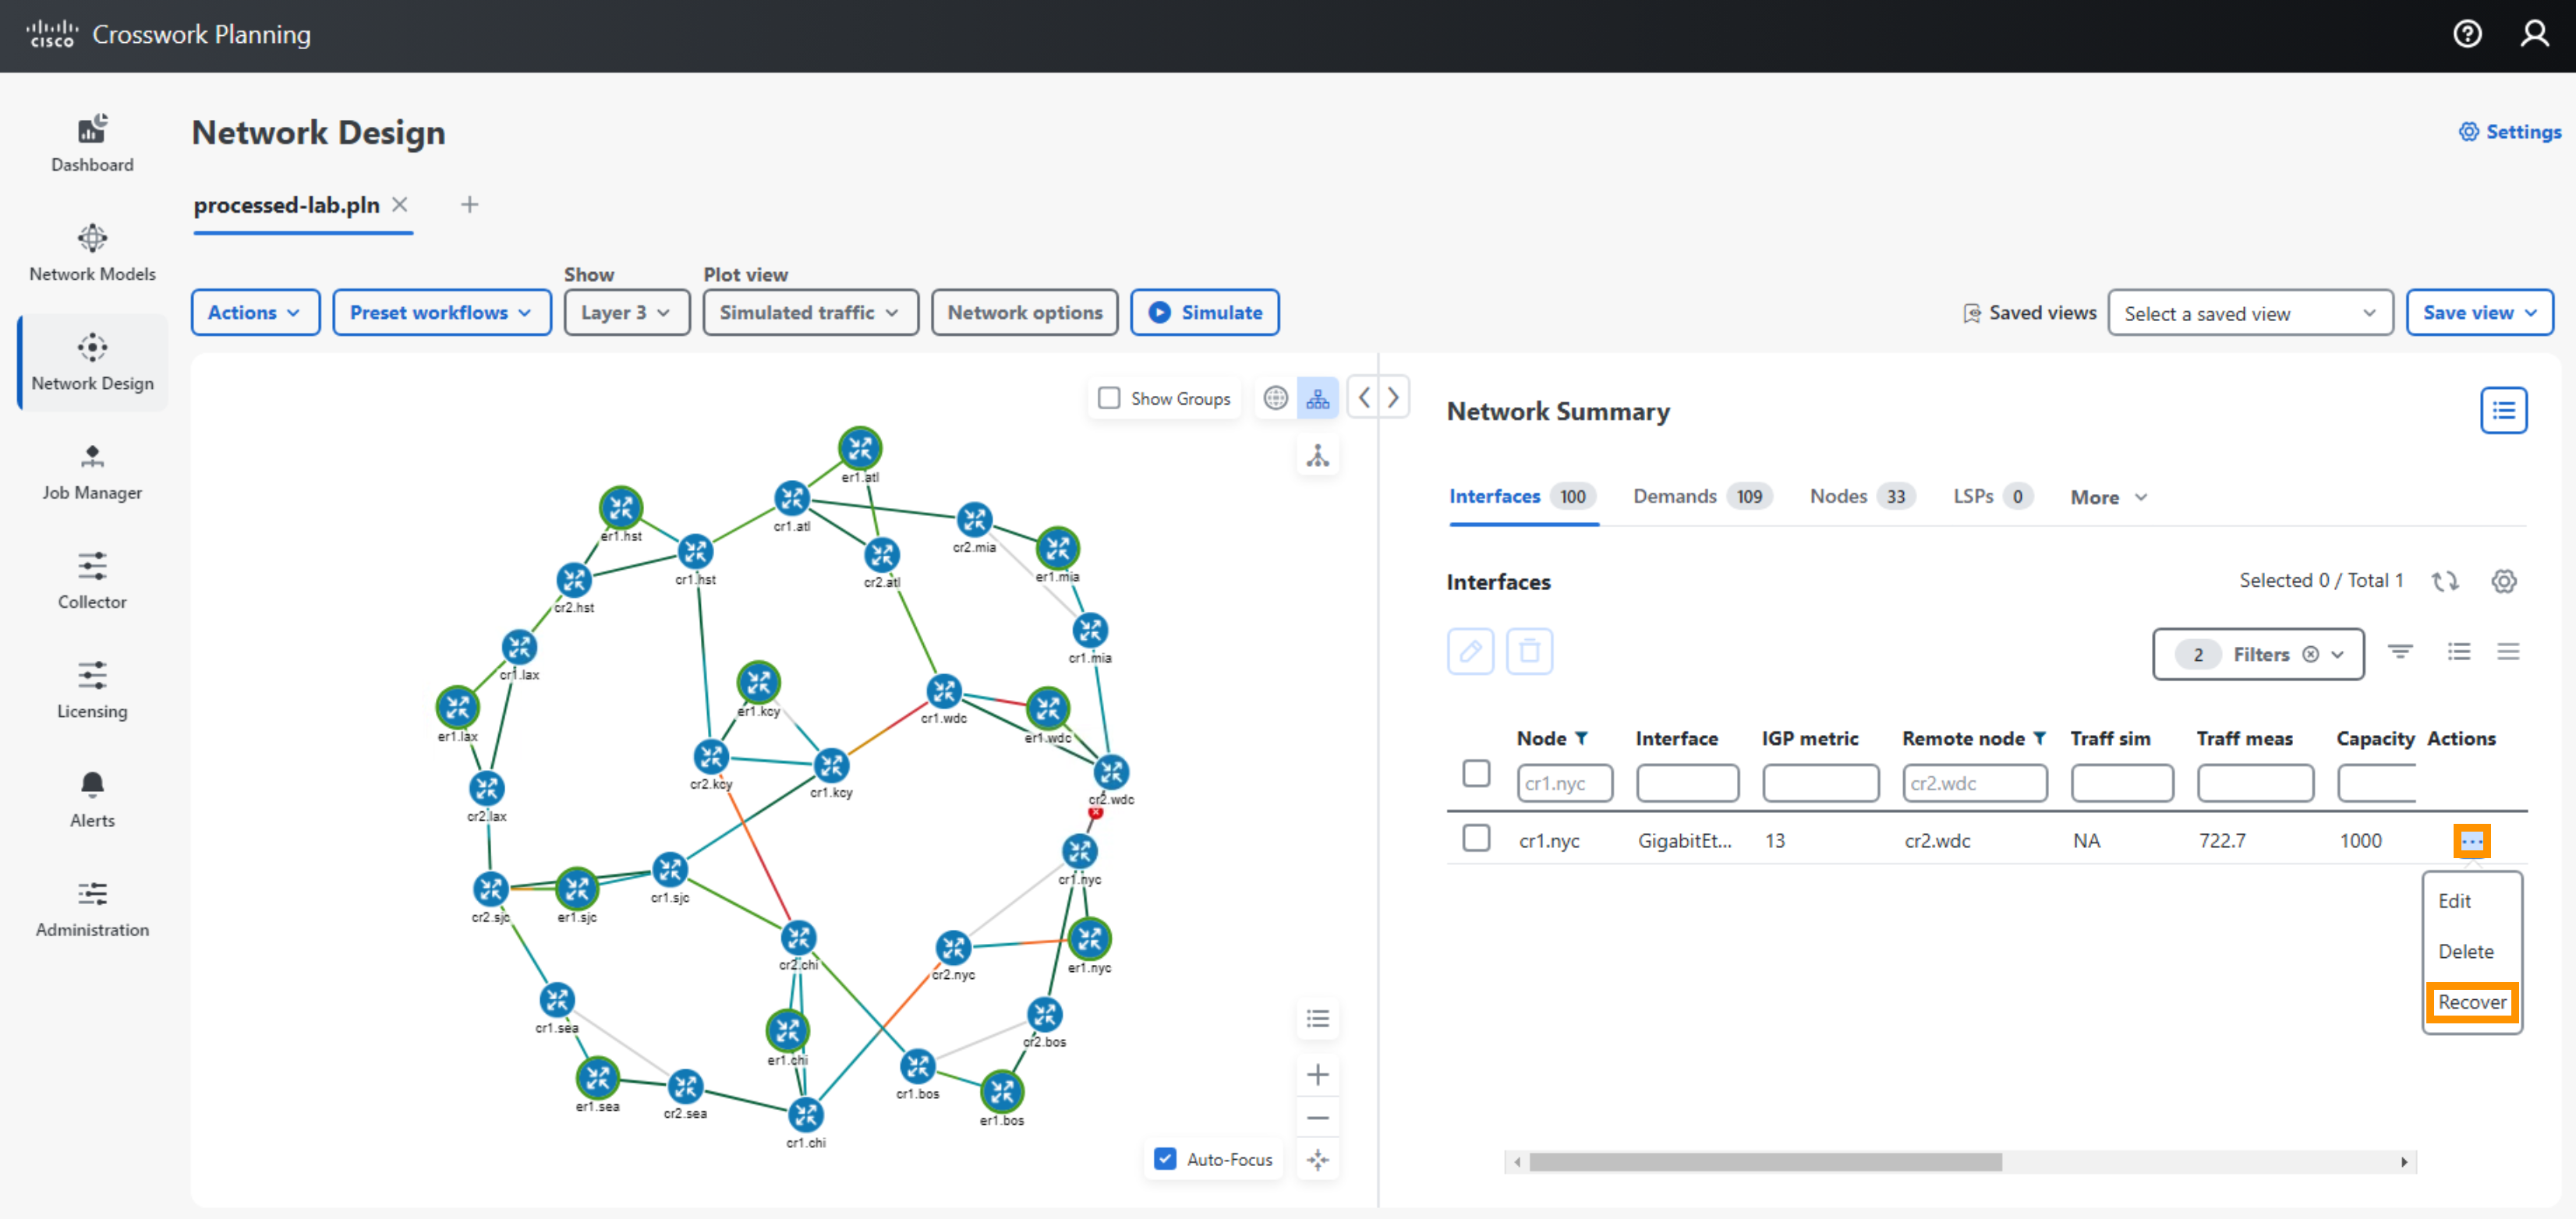 cisco Crosswork Planning
Dashboard
Network Models
Network Design
Job Manager
Collector
Licensing
Alerts
Administration
Network Design
Settings
processed-lab.pln
Show
Plot view
Actions
Preset workflows
Layer 3
Simulated traffic
Network options
Simulate
Saved views
Select a saved view
Save view
Show Groups
er1.atl
cr1.atl
er1.hst
cr2.mia
cr1.hst
cr2.atl
er1.mia
cr2.hst
cr1.mia
cr1.lax
er1.kcy
cr1.wdc
er1.lax
er1.wdc
cr2.kcy
cr1.kcy
cr2.wdc
cr2.lax
cr1.nyc
cr1.sjc
cr2.sjc
er1.sjc
cr2.chi
cr2.nyc
er1.nyc
cr1.sea
cr2.bos
er1.chi
cr1.bos
er1.sea
cr2.sea
er1.bos
cr1.chi
Auto-Focus
Network Summary
Interfaces 100
Demands 109
Nodes 33
LSPs 0
More
Interfaces
Selected 0 / Total 1
2 Filters
Node
Interface
IGP metric
Remote node
Traff sim
Traff meas
Capacity
Actions
cr1.nyc
cr2.wdc
cr1.nyc
GigabitEt...
13
cr2.wdc
NA
722.7
1000
...
Edit
Delete
Recover